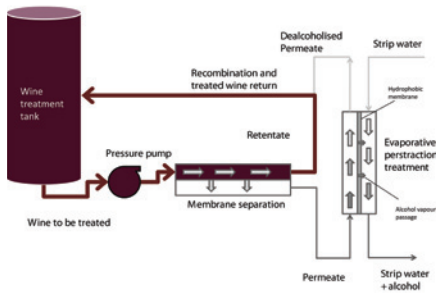 Dealcoholised
Permeate
Strip water
Wine
treatment
tank
Recombination and
treated wine return
Hydrophobic
membrane
Retentate
Evaporative
perstraction
treatment
Pressure pump
Membrane separation
Alcohol vapour
passage
Wine to be treated
Permeate
Strip water
+ alcohol